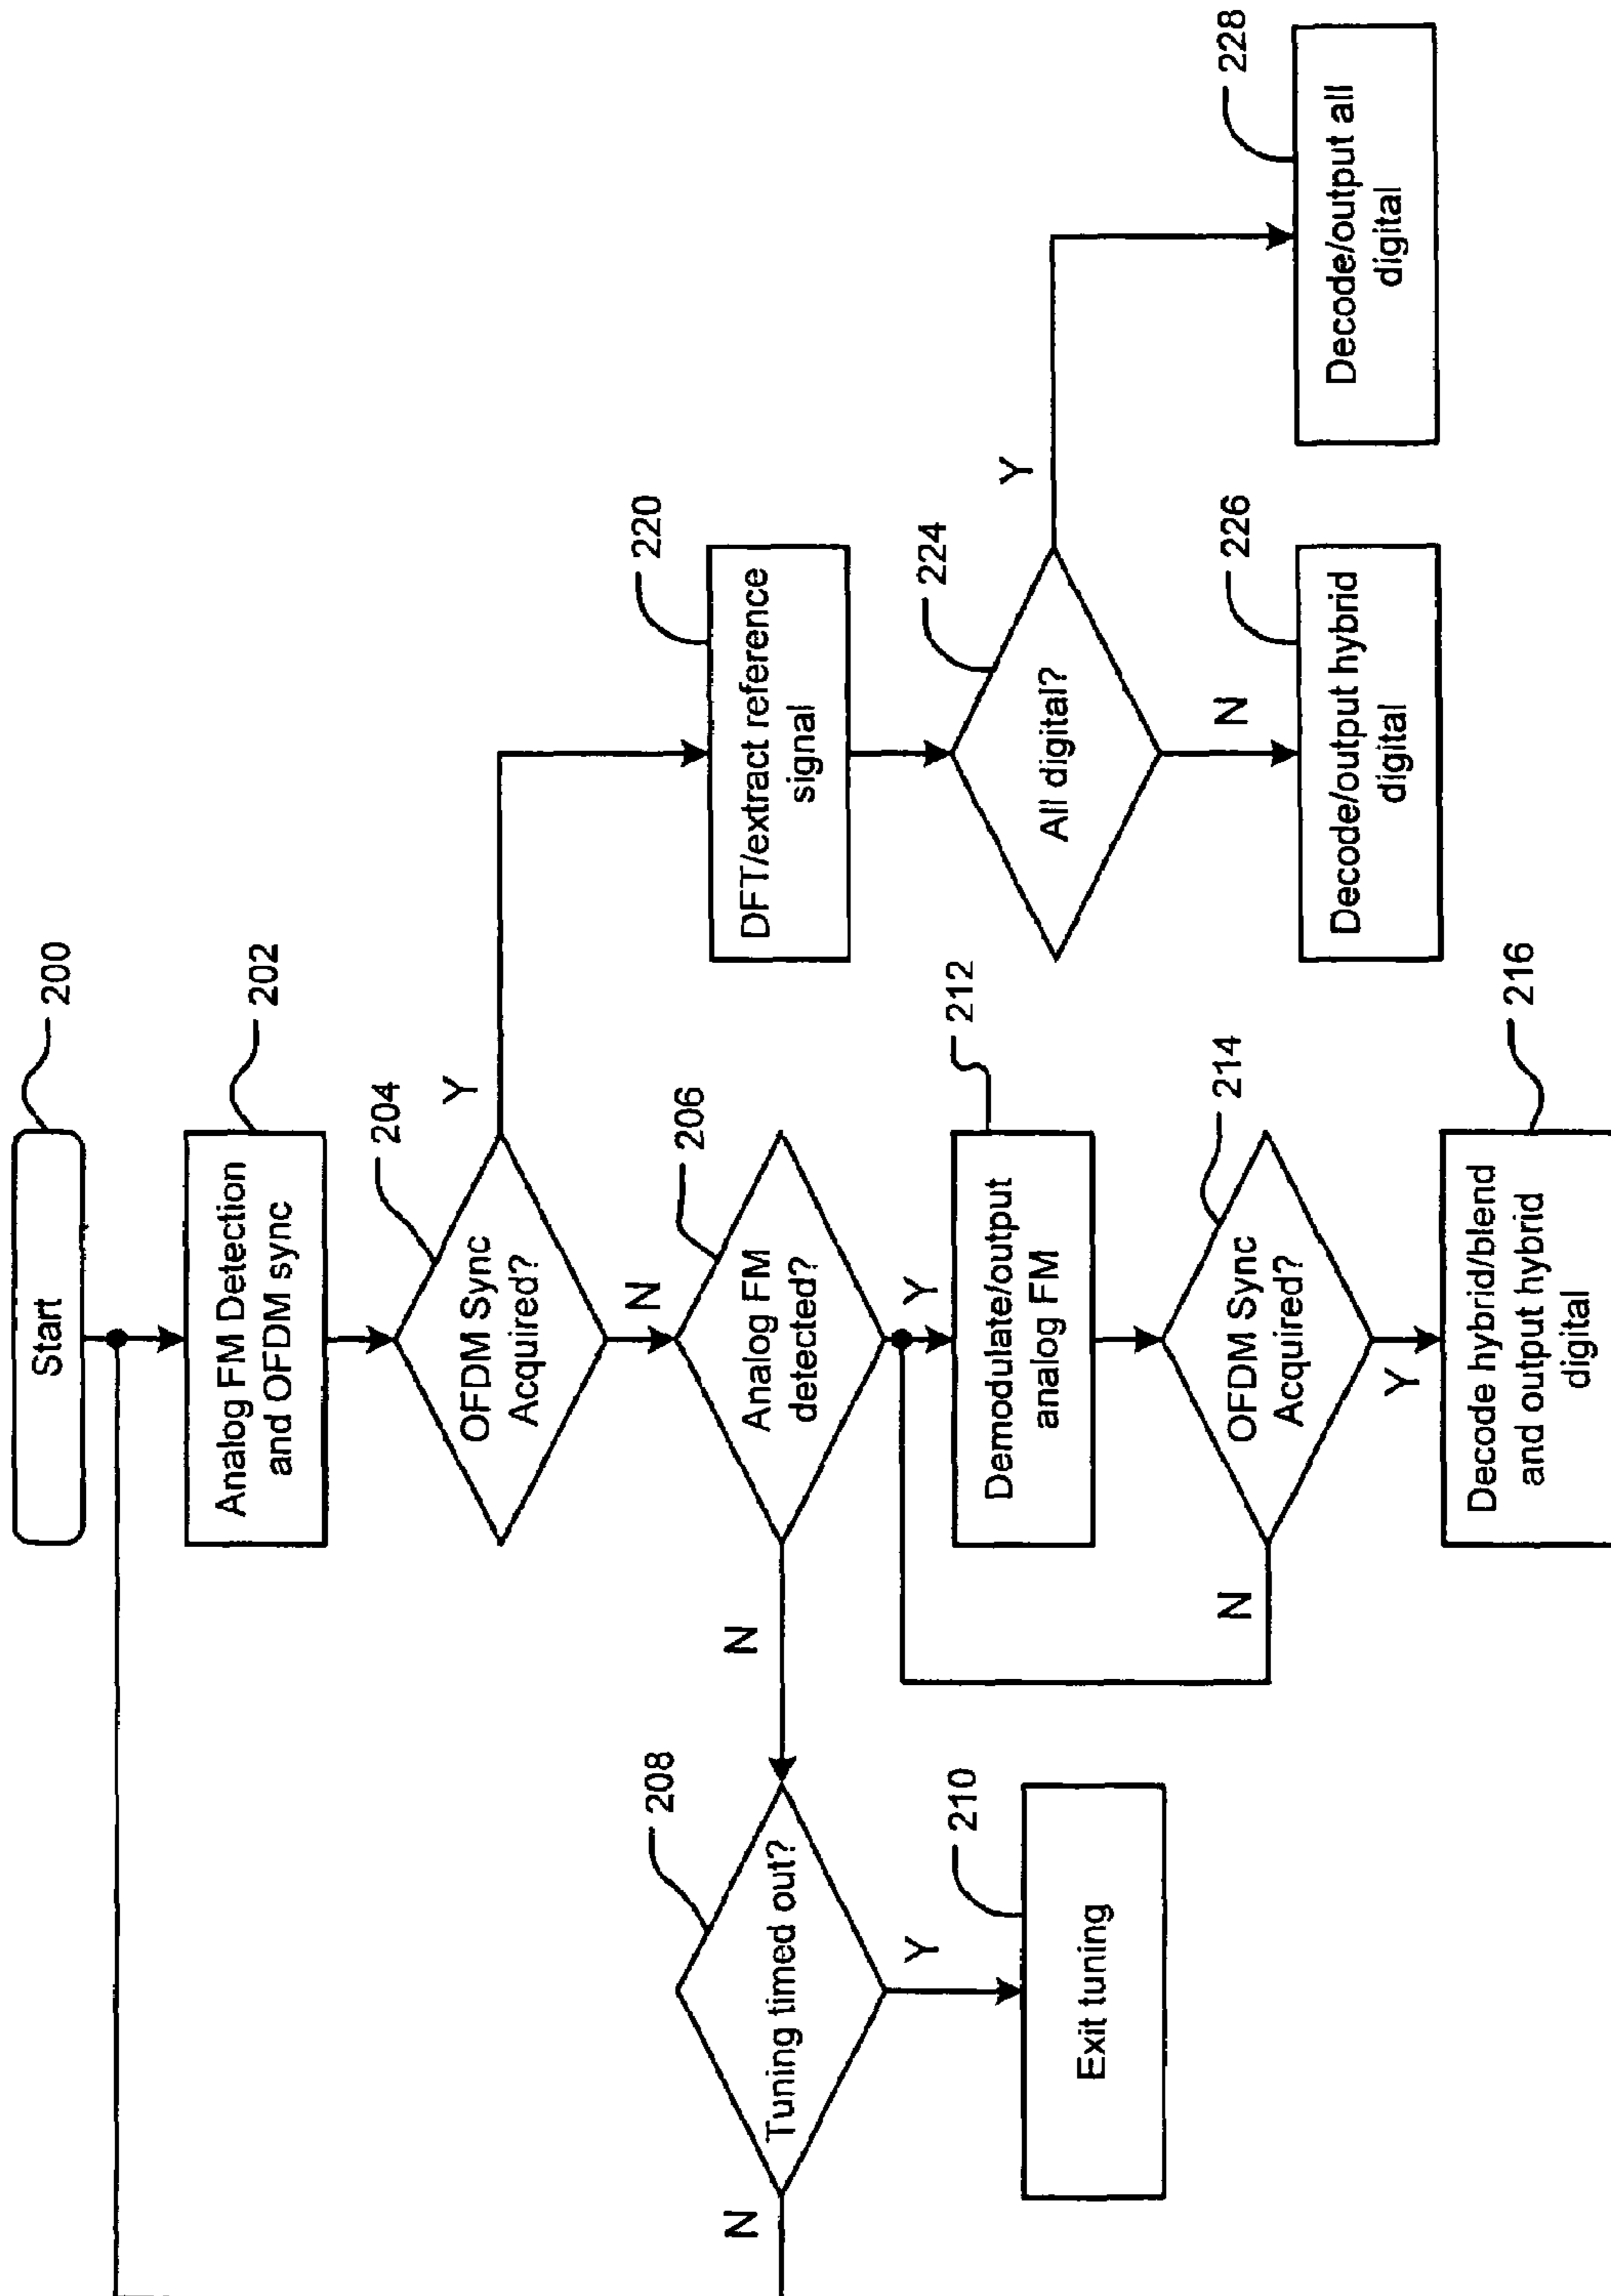 Start
200
Analog FM Detection
and OFDM sync
202
OFDM Sync
Acquired?
204
Y
N
Analog FM
detected?
206
N
Y
Tuning timed out?
208
N
Y
Exit tuning
210
Demodulate/output
analog FM
212
OFDM Sync
Acquired?
214
N
Y
Decode hybrid/blend
and output hybrid
digital
216
DFT/extract reference
signal
220
All digital?
224
Y
N
Decode/output hybrid
digital
226
Decode/output all
digital
228